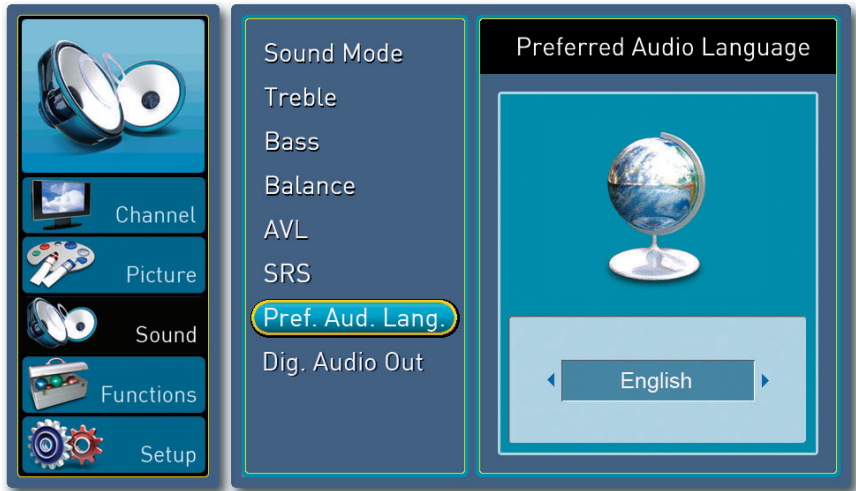 Channel
Picture
Sound
Functions
Setup
Sound Mode
Treble
Bass
Balance
AVL
SRS
Pref. Aud. Lang.
Dig. Audio Out
Preferred Audio Language
English